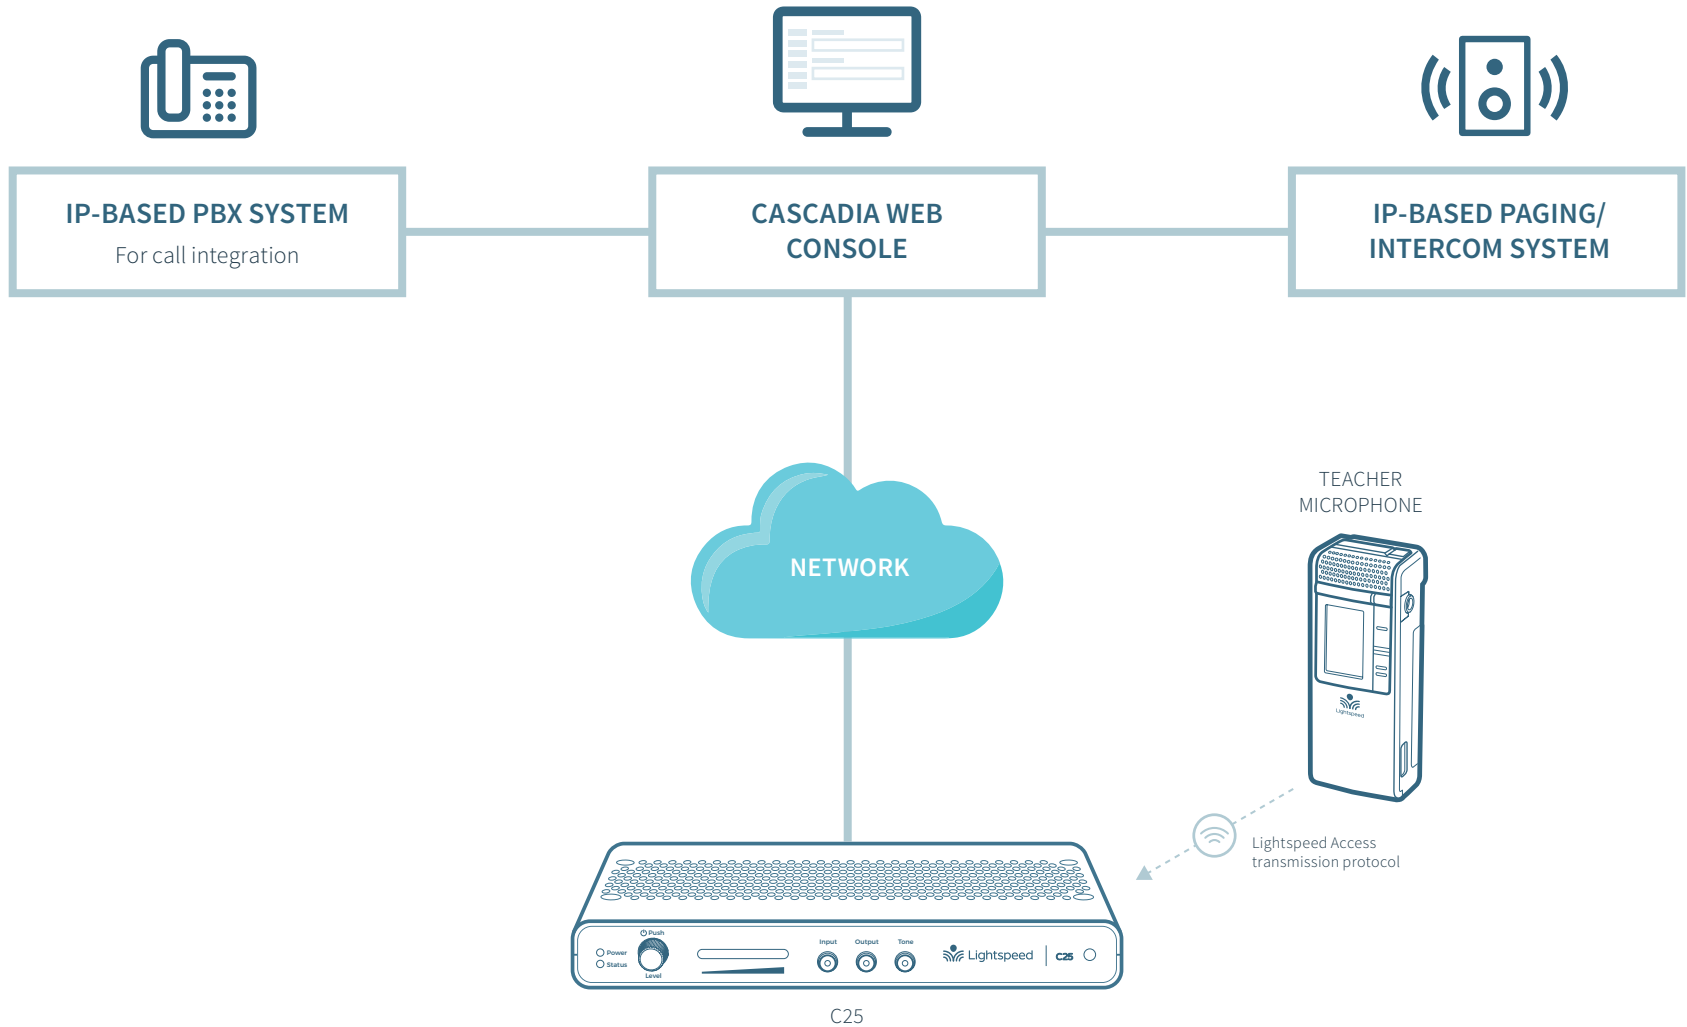 IP-BASED PBX SYSTEM
For call integration
CASCADIA WEB
CONSOLE
IP-BASED PAGING/
INTERCOM SYSTEM
NETWORK
TEACHER
MICROPHONE
Lightspeed
Lightspeed Access
transmission protocol
Push
Power
Status
Level
Input
Output
Tone
Lightspeed
C25
C25